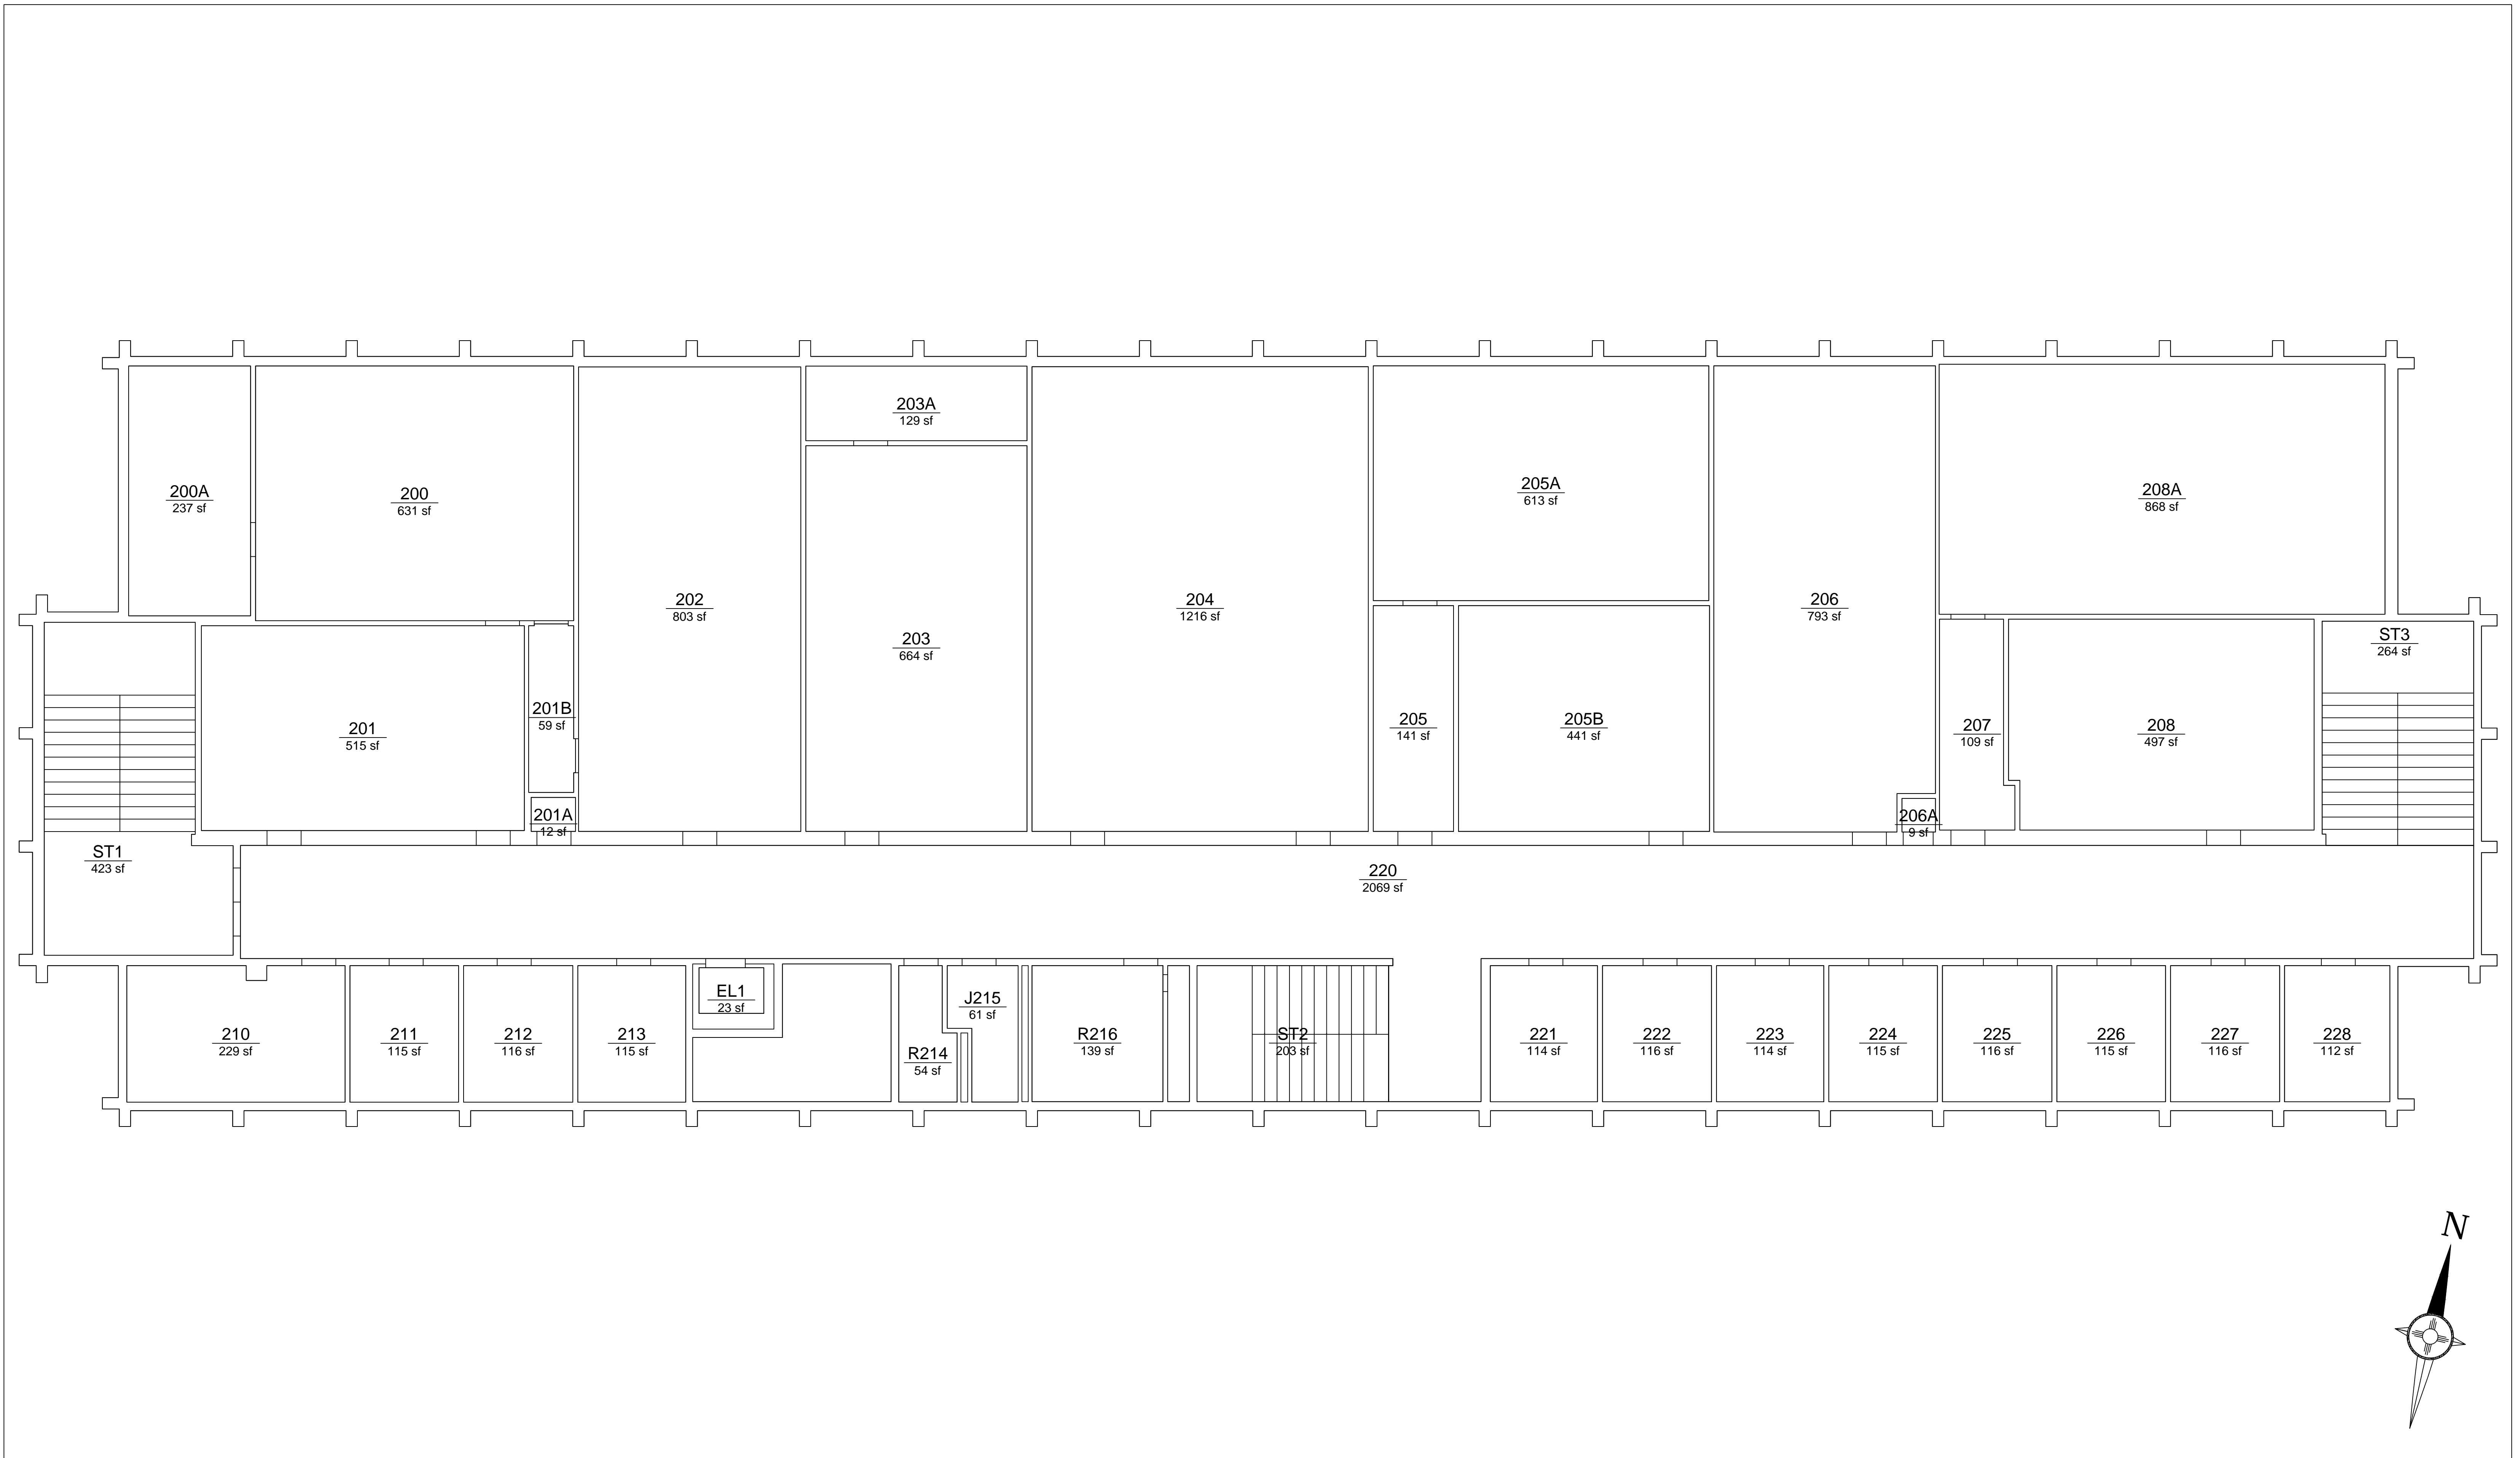 203A
129 sf
200A
237 sf
200
631 sf
205A
613 sf
208A
868 sf
202
803 sf
204
1216 sf
206
793 sf
203
664 sf
ST3
264 sf
201
515 sf
201B
59 sf
205
141 sf
205B
441 sf
207
109 sf
208
497 sf
201A
12 sf
206A
9 sf
ST1
423 sf
220
2069 sf
EL1
23 sf
J215
61 sf
210
229 sf
211
115 sf
212
116 sf
213
115 sf
R214
54 sf
R216
139 sf
ST2
203 sf
221
114 sf
222
116 sf
223
114 sf
224
115 sf
225
116 sf
226
115 sf
227
116 sf
228
112 sf
N